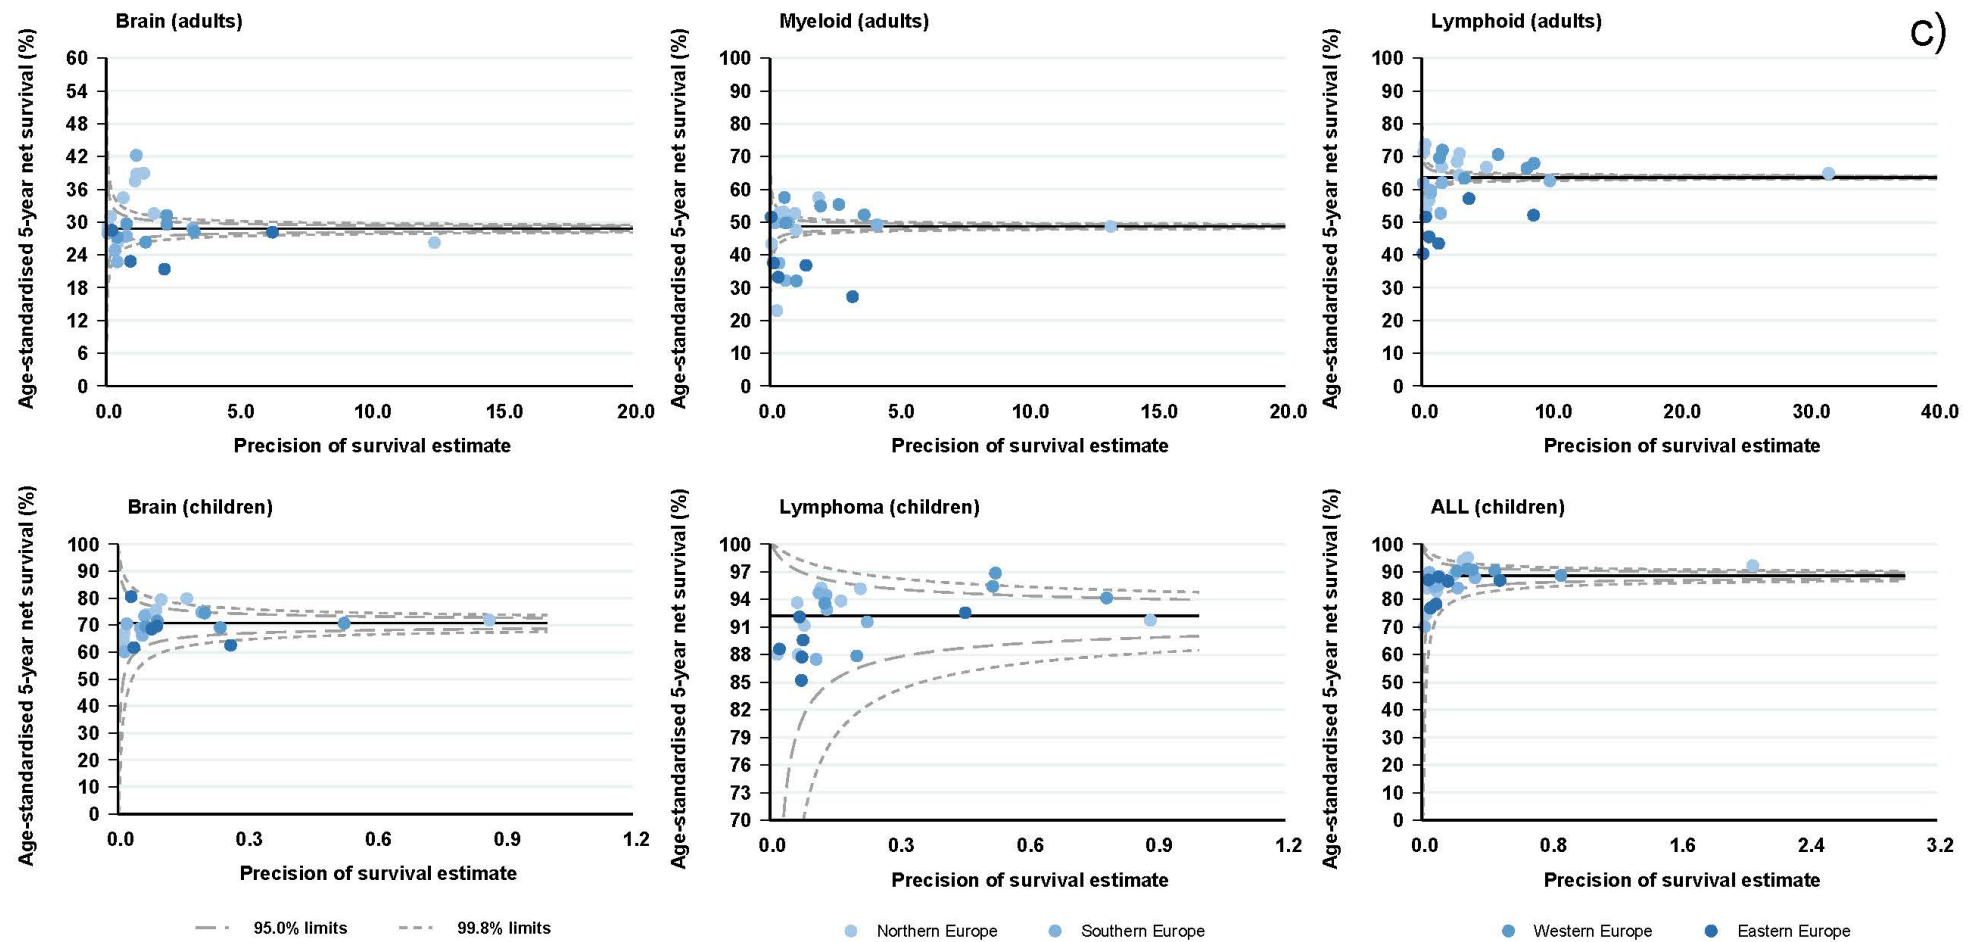 c)
Brain (adults)
Age-standardised 5-year net survival (%)
60
54
48
42
36
30
24
18
12
6
0
0.0 5.0 10.0 15.0 20.0
Precision of survival estimate
Myeloid (adults)
Age-standardised 5-year net survival (%)
100
90
80
70
60
50
40
30
20
10
0
0.0 5.0 10.0 15.0 20.0
Precision of survival estimate
Lymphoid (adults)
Age-standardised 5-year net survival (%)
100
90
80
70
60
50
40
30
20
10
0
0.0 10.0 20.0 30.0 40.0
Precision of survival estimate
Brain (children)
Age-standardised 5-year net survival (%)
100
90
80
70
60
50
40
30
20
10
0
0.0 0.3 0.6 0.9 1.2
Precision of survival estimate
Lymphoma (children)
Age-standardised 5-year net survival (%)
100
97
94
91
88
85
82
79
76
73
70
0.0 0.3 0.6 0.9 1.2
Precision of survival estimate
ALL (children)
Age-standardised 5-year net survival (%)
100
90
80
70
60
50
40
30
20
10
0
0.0 0.8 1.6 2.4 3.2
Precision of survival estimate
95.0% limits 99.8% limits Northern Europe Southern Europe Western Europe Eastern Europe